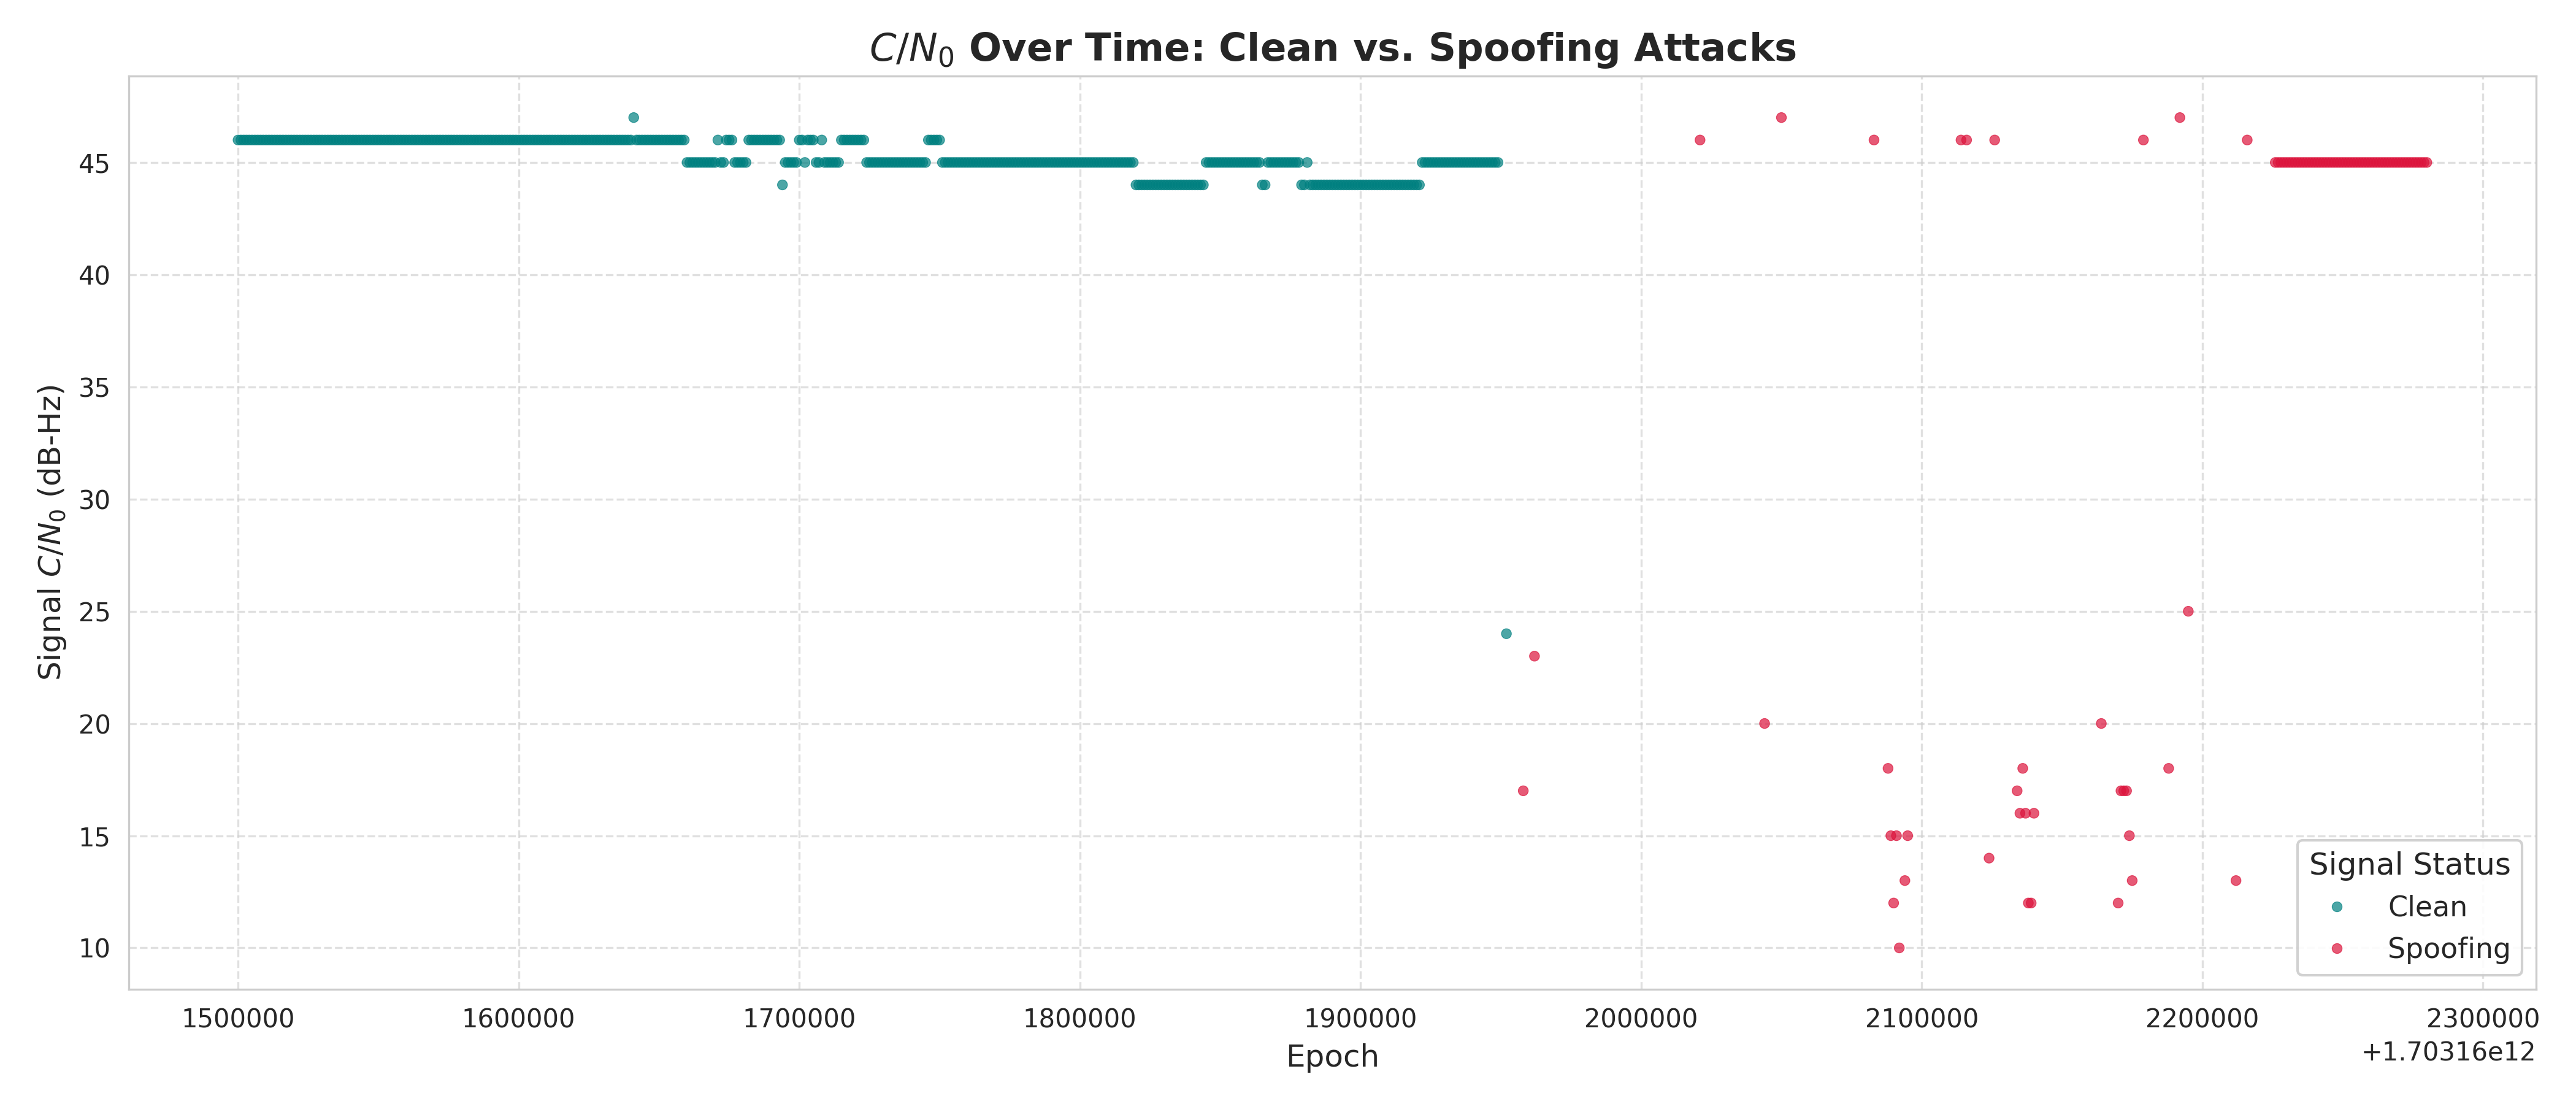 C/N₀ Over Time: Clean vs. Spoofing Attacks
Signal C/N₀ (dB-Hz)
45
40
35
30
25
20
15
10
Signal Status
Clean
Spoofing
1500000 1600000 1700000 1800000 1900000 2000000 2100000 2200000 2300000
Epoch
+1.70316e12